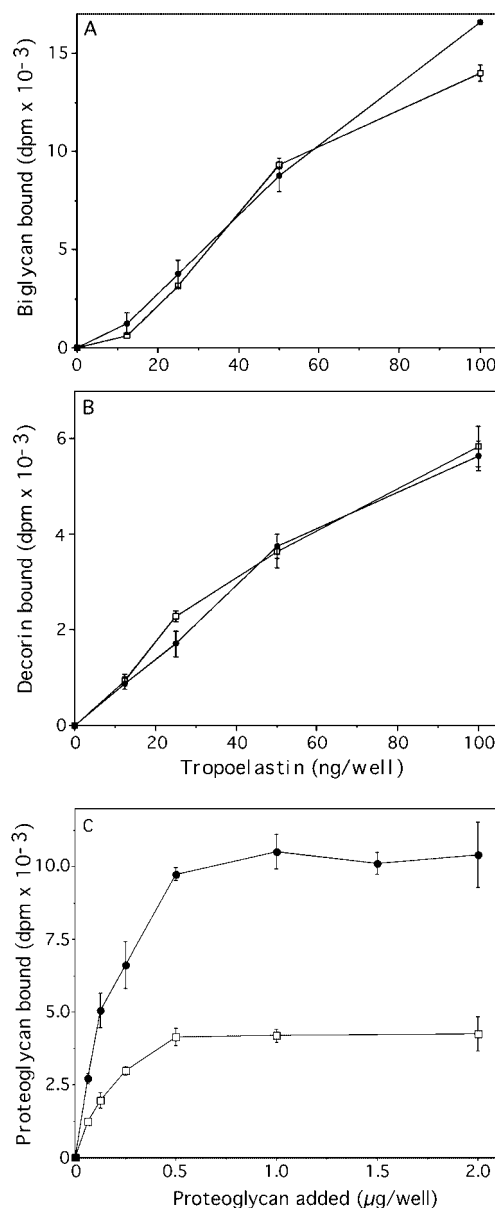 A
Biglycan bound (dpm x 10⁻³)
15
10
5
0
0 20 40 60 80 100
B
Decorin bound (dpm x 10⁻³)
6
4
2
0
0 20 40 60 80 100
Tropoelastin (ng/well)
C
Proteoglycan bound (dpm x 10⁻³)
10.0
7.5
5.0
2.5
0
0 0.5 1.0 1.5 2.0
Proteoglycan added (µg/well)